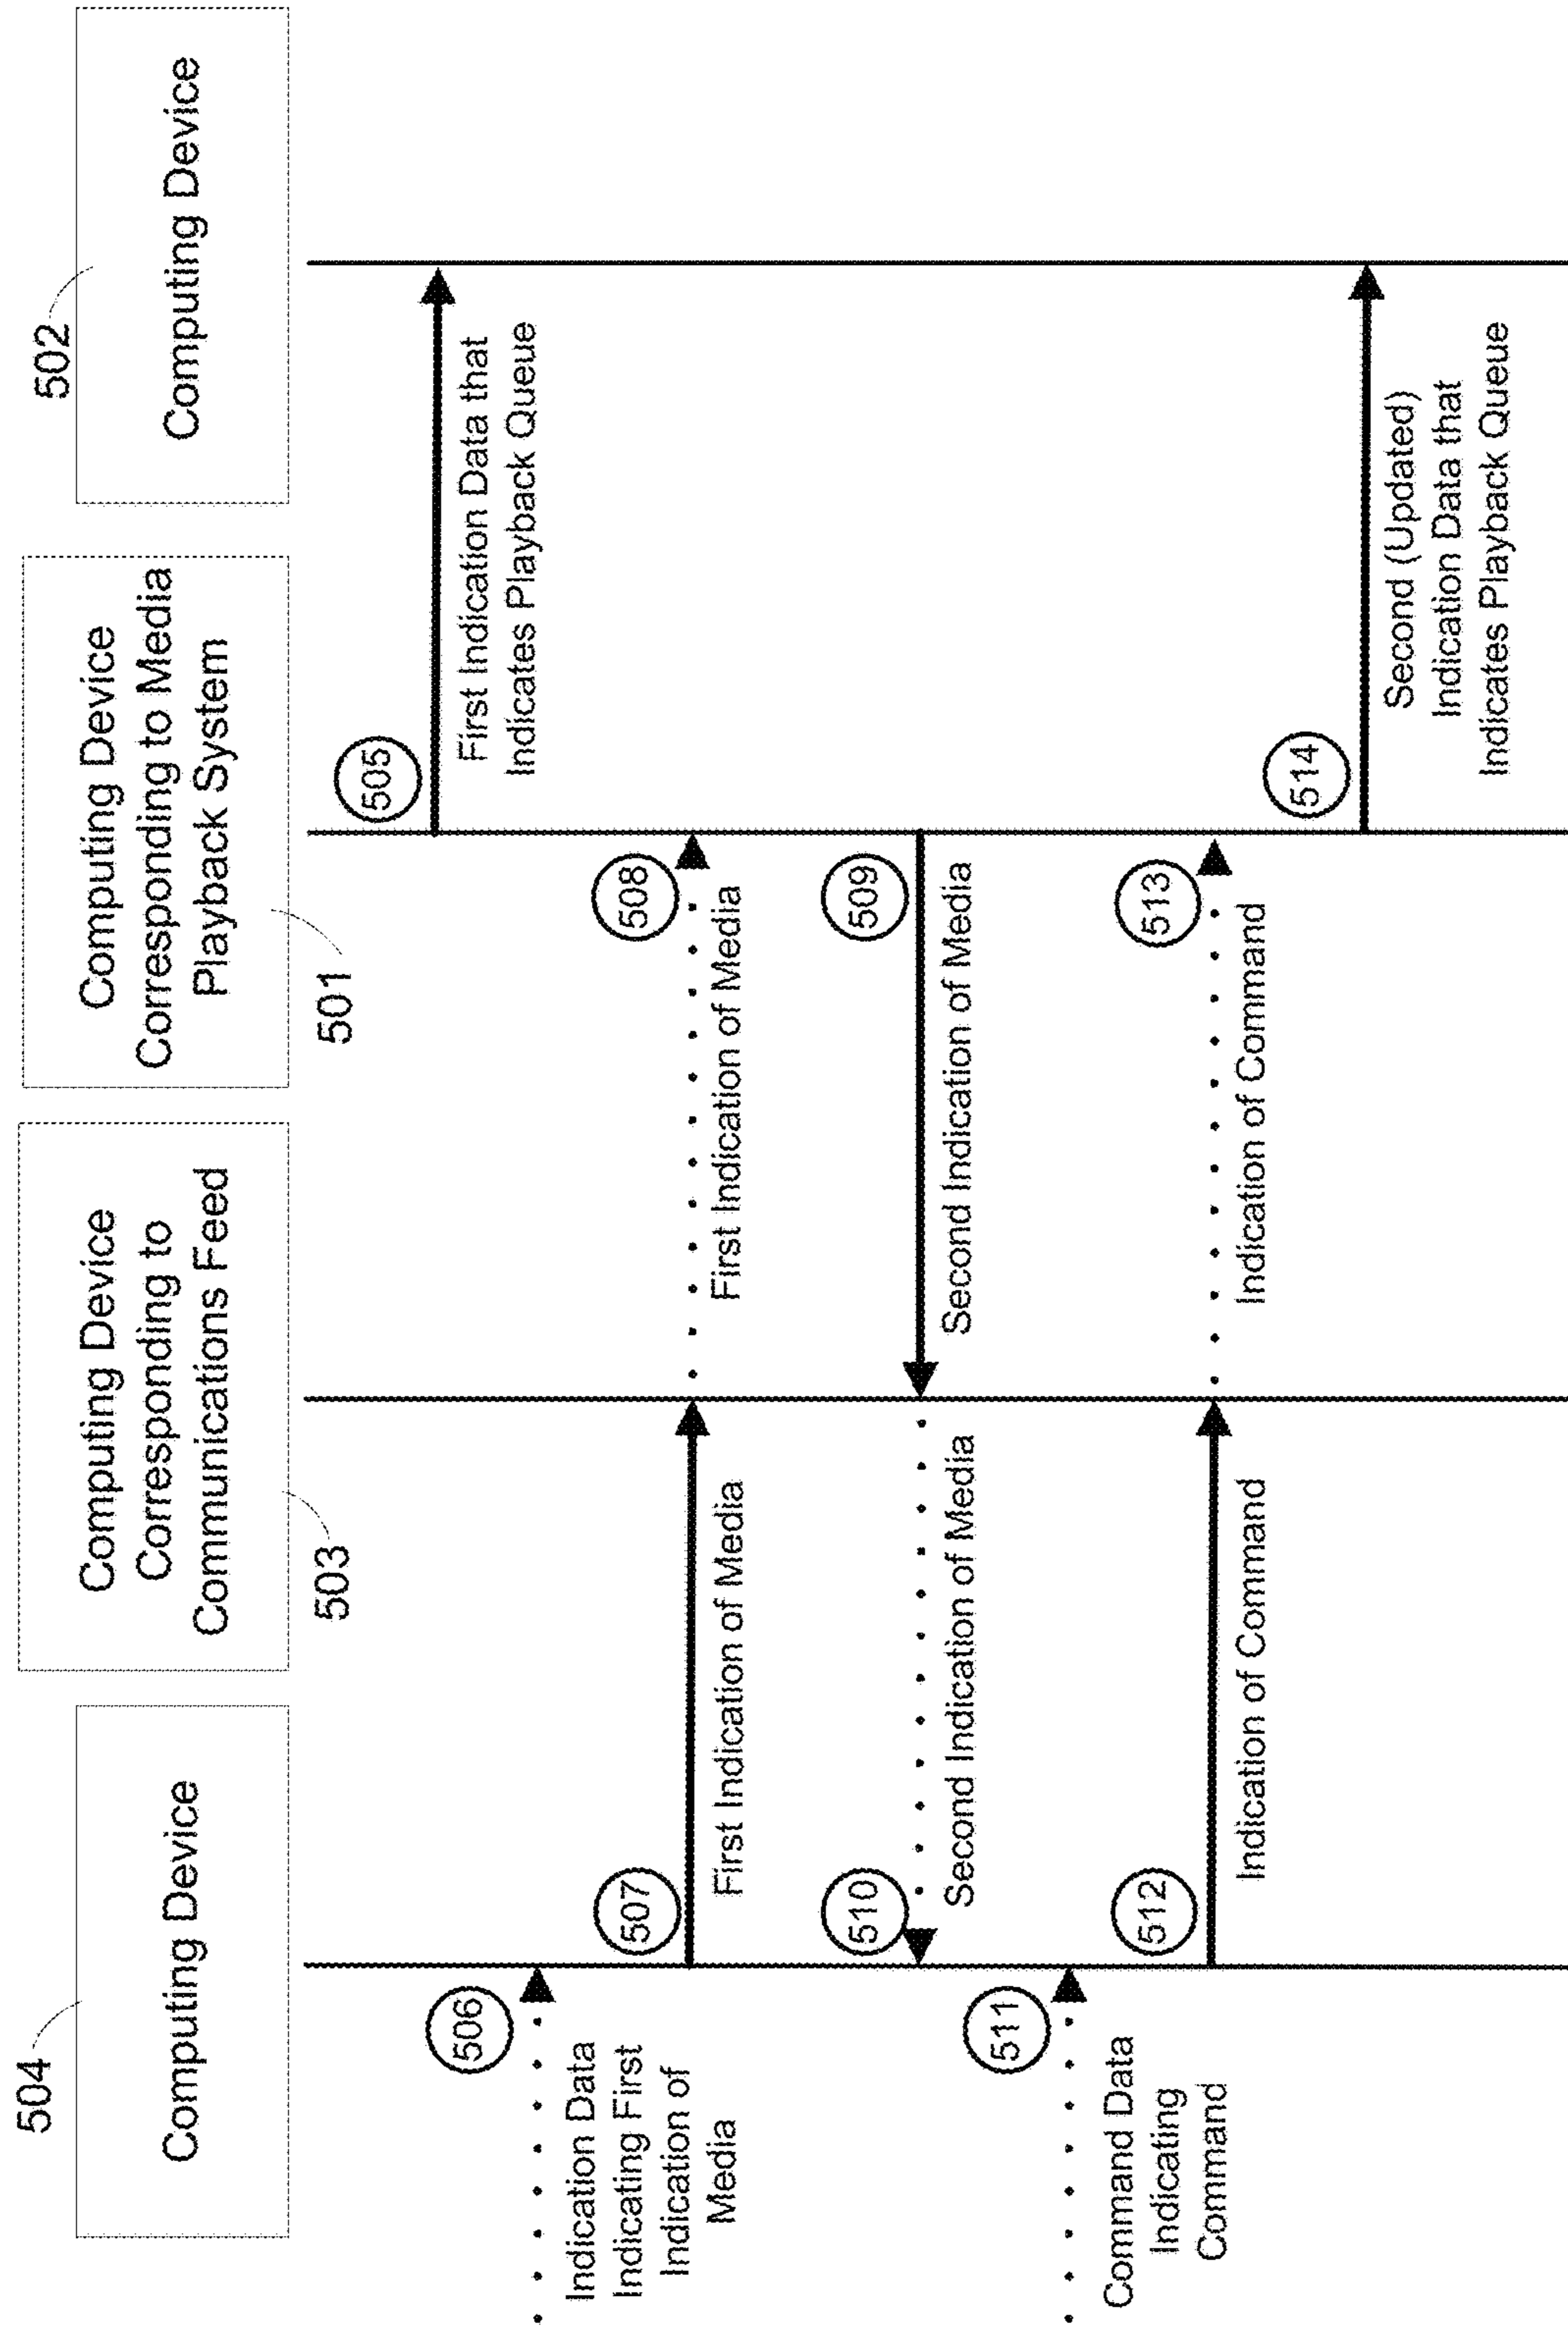 504
Computing Device
Computing Device
Corresponding to
Communications Feed
503
Computing Device
Corresponding to Media
Playback System
501
502
Computing Device
505
First Indication Data that
Indicates Playback Queue
506
Indication Data
Indicating First
Indication of
Media
507
First Indication of Media
508
First Indication of Media
509
Second Indication of Media
510
Second Indication of Media
511
Command Data
Indicating
Command
512
Indication of Command
513
Indication of Command
514
Second (Updated)
Indication Data that
Indicates Playback Queue